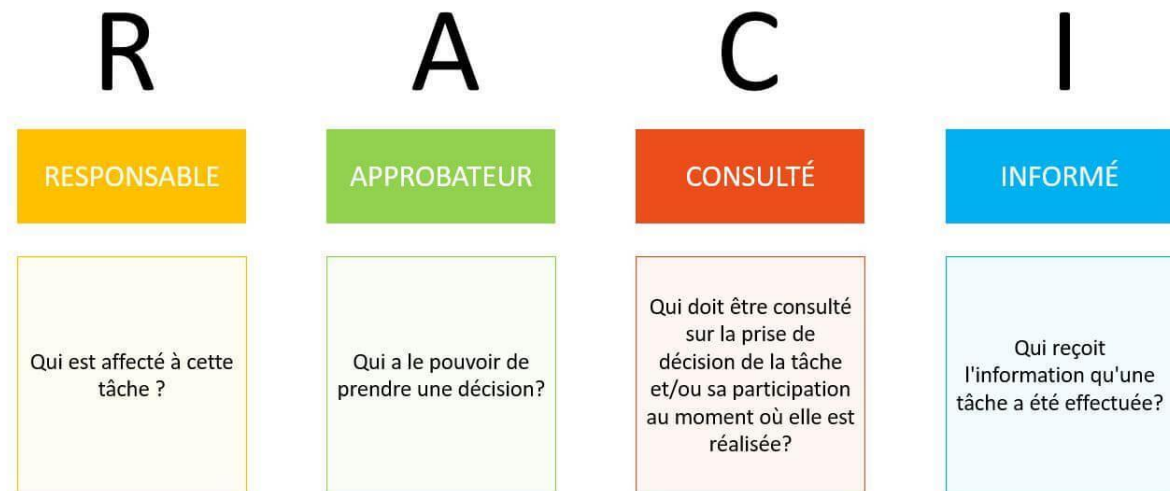 R
A
C
I
RESPONSABLE
APPROBATEUR
CONSULTÉ
INFORMÉ
Qui est affecté à cette
tâche ?
Qui a le pouvoir de
prendre une décision?
Qui doit être consulté
sur la prise de
décision de la tâche
et/ou sa participation
au moment où elle est
réalisée?
Qui reçoit
l'information qu'une
tâche a été effectuée?